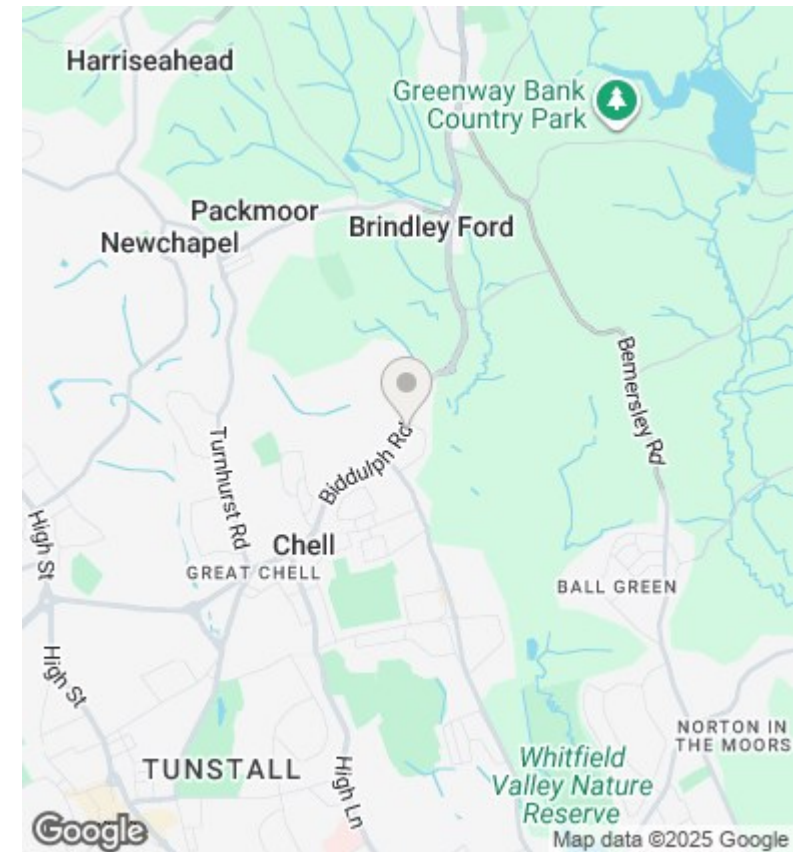 Harriseahead
Greenway Bank
Country Park
Packmoor
Newchapel
Brindley Ford
Bemersley Rd
Turnhurst Rd
Biddulph Rd
High St
Chell
GREAT CHELL
BALL GREEN
High St
NORTON IN
THE MOORS
TUNSTALL
High Ln
Whitfield
Valley Nature
Reserve
Google
Map data ©2025 Google